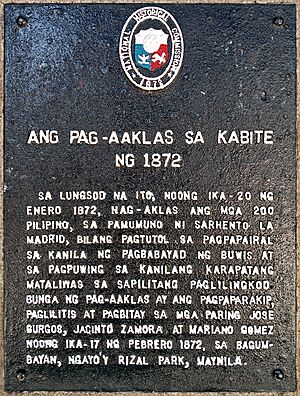 NATIONAL HISTORICAL COMMISSION
1872
ANG PAG-AAKLAS SA KABITE
NG 1872
SA LUNGSOD NA ITO, NOONG IKA-20 NG
ENERO 1872, NAG-AKLAS ANG MGA 200
PILIPINO, SA PAMUMUNO NI SARHENTO LA
MADRID, BILANG PAGTUTOL SA PAGPAPAIRAL
SA KANILA NG PAGBABAYAD NG BUWIS AT
SA PAGPUWING SA KANILANG KARAPATANG
MATALIWAS SA SAPILITANG PAGLILINGKOD.
BUNGA NG PAG-AAKLAS AY ANG PAGPAPARAKIP,
PAGLILITIS AT PAGBITAY SA MGA PARING JOSE
BURGOS, JACINTO ZAMORA AT MARIANO GOMEZ
NOONG IKA-17 NG PEBRERO 1872, SA BAGUM-
BAYAN, NGAYO'Y RIZAL PARK, MAYNILA.